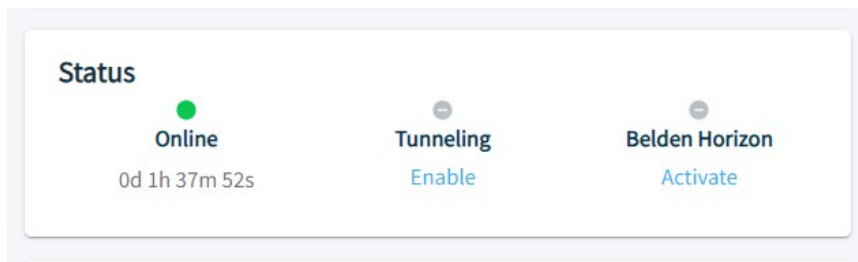 Status
Online
Tunneling
Belden Horizon
0d 1h 37m 52s
Enable
Activate